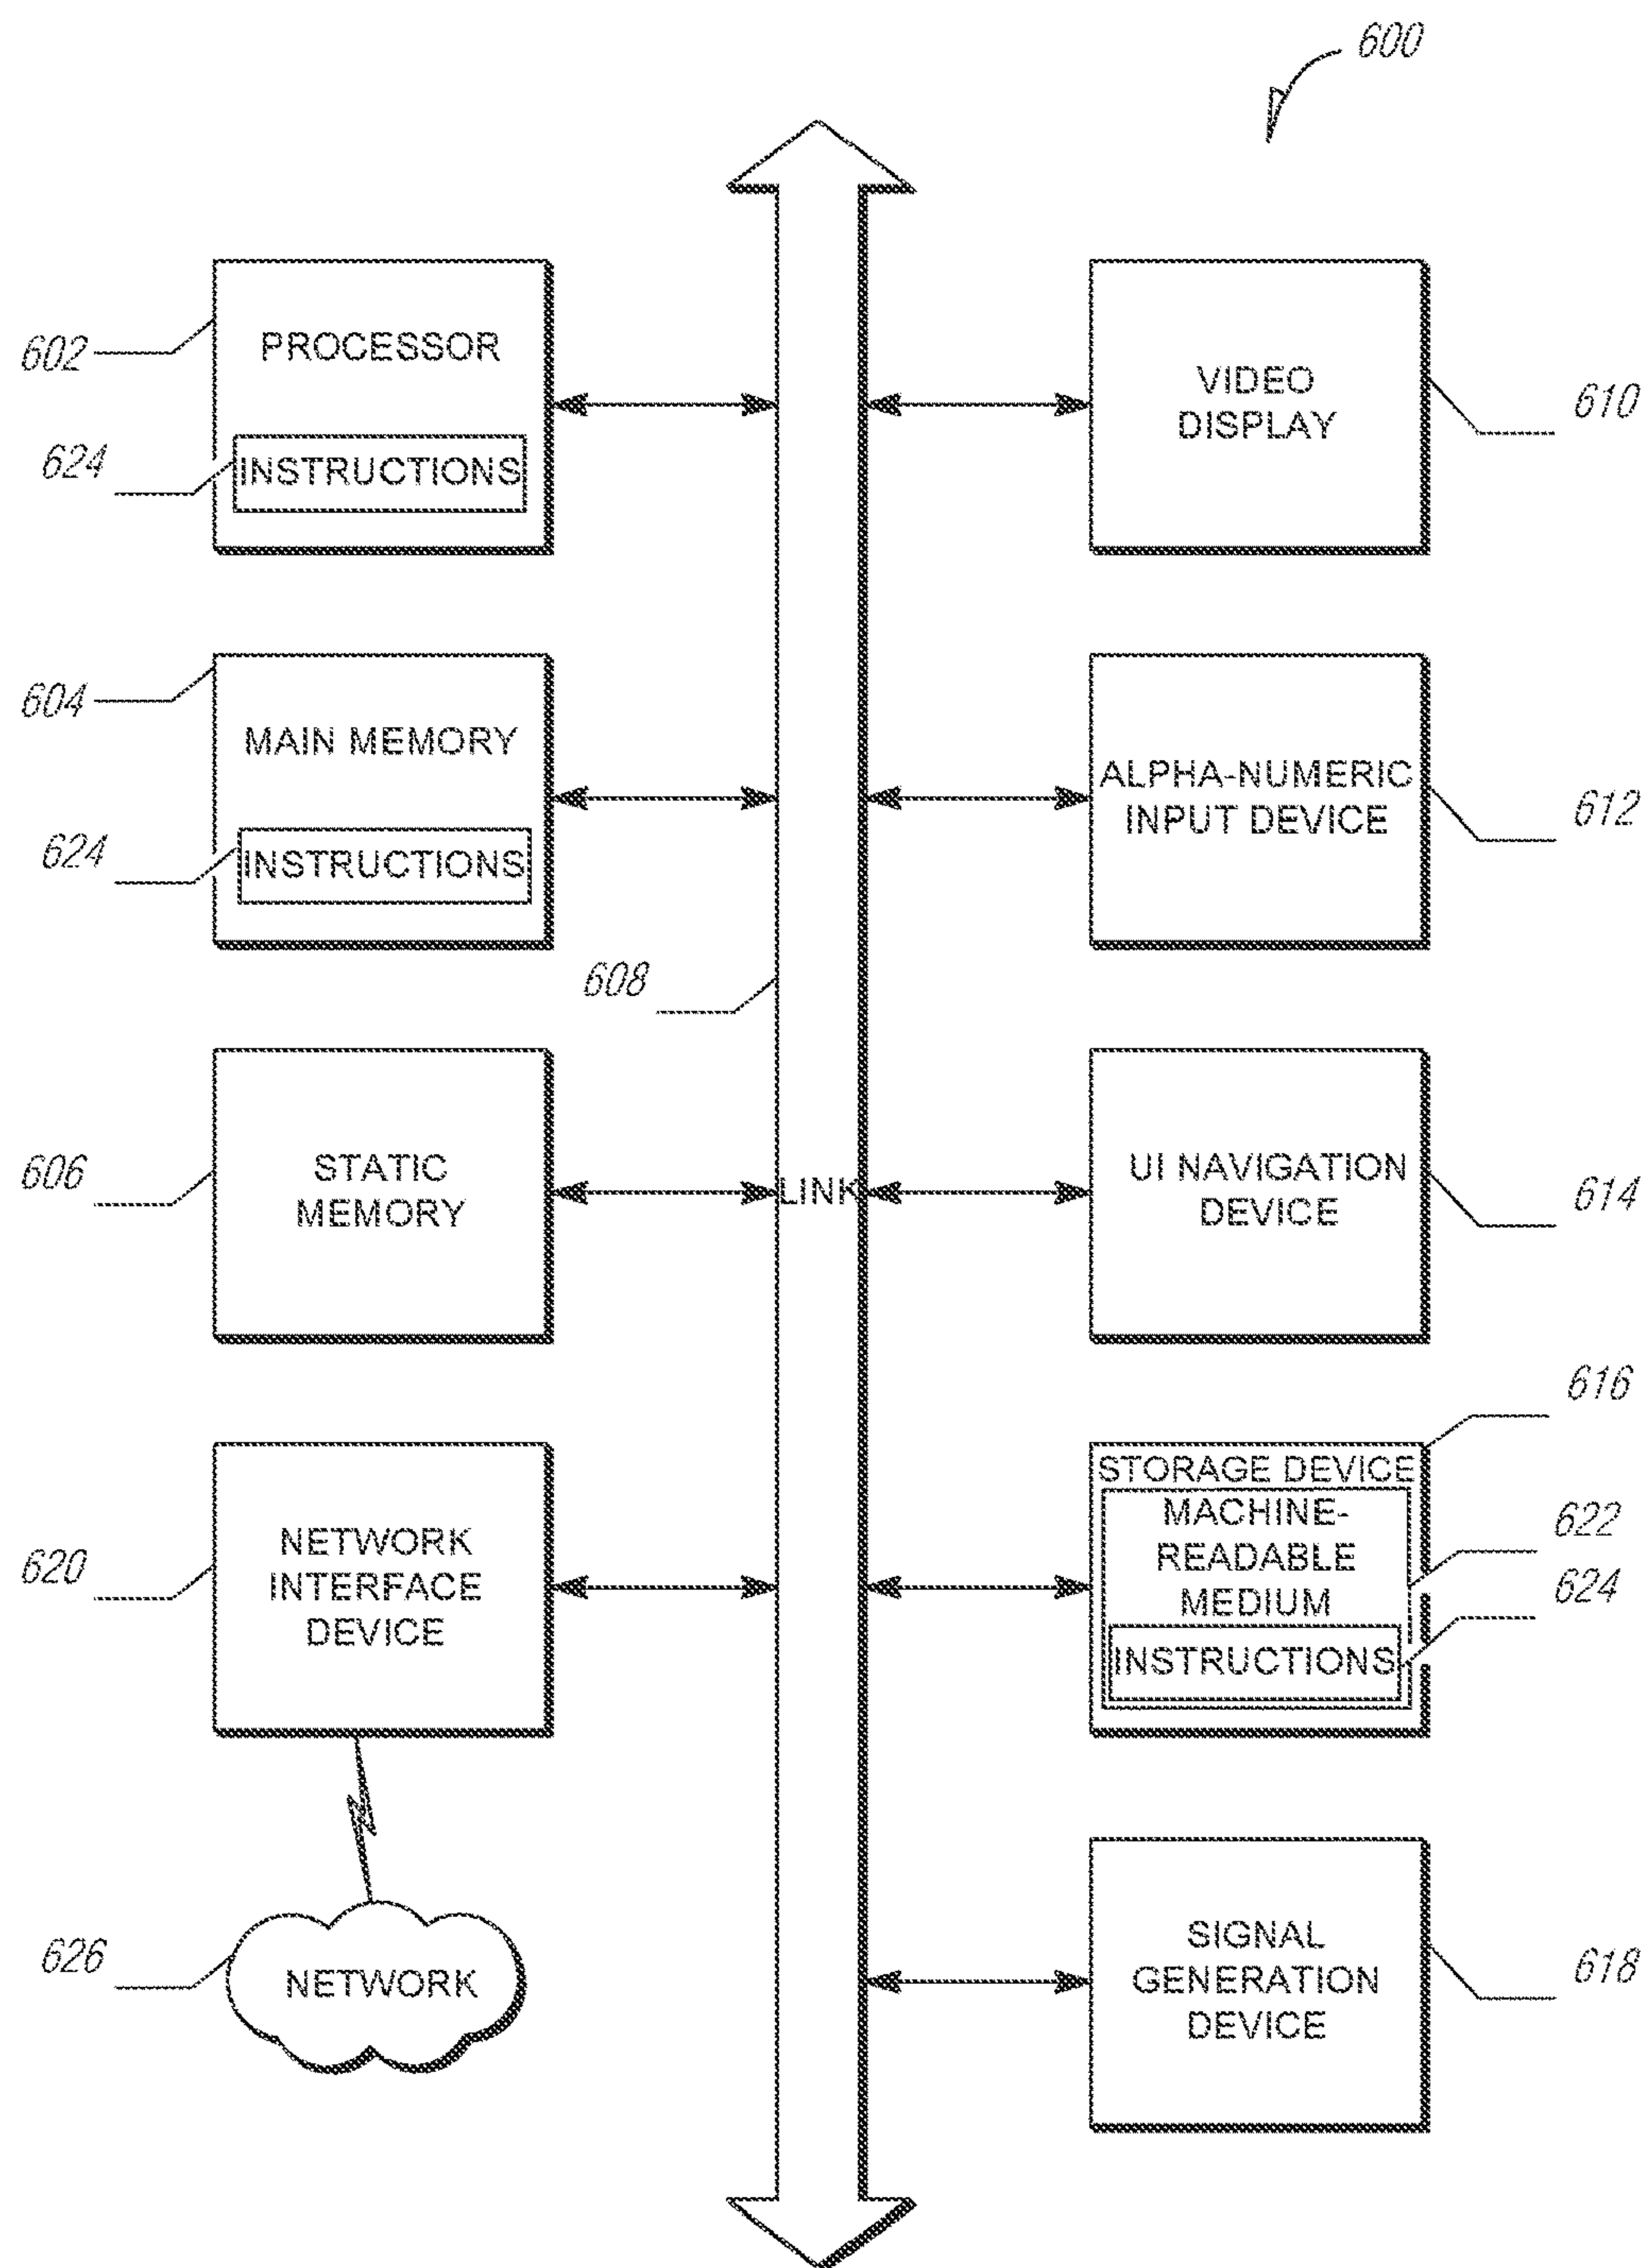 600
602
PROCESSOR
624
INSTRUCTIONS
604
MAIN MEMORY
624
INSTRUCTIONS
608
606
STATIC
MEMORY
620
NETWORK
INTERFACE
DEVICE
626
NETWORK
LINK
VIDEO
DISPLAY
610
ALPHA-NUMERIC
INPUT DEVICE
612
UI NAVIGATION
DEVICE
614
616
STORAGE DEVICE
MACHINE-
READABLE
MEDIUM
622
624
INSTRUCTIONS
SIGNAL
GENERATION
DEVICE
618